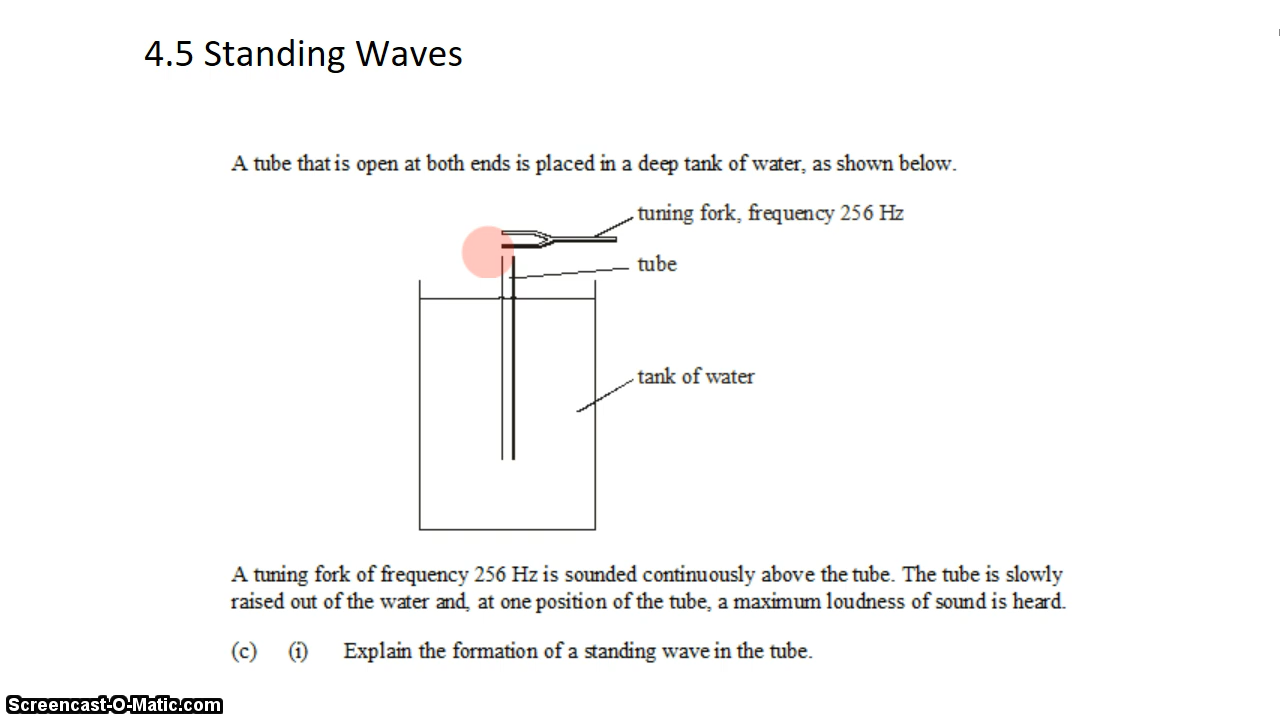 4.5 Standing Waves
A tube that is open at both ends is placed in a deep tank of water, as shown below.
tuning fork, frequency 256 Hz
tube
tank of water
A tuning fork of frequency 256 Hz is sounded continuously above the tube. The tube is slowly
raised out of the water and, at one position of the tube, a maximum loudness of sound is heard.
(c) (i) Explain the formation of a standing wave in the tube.
Screencast-O-Matic.com